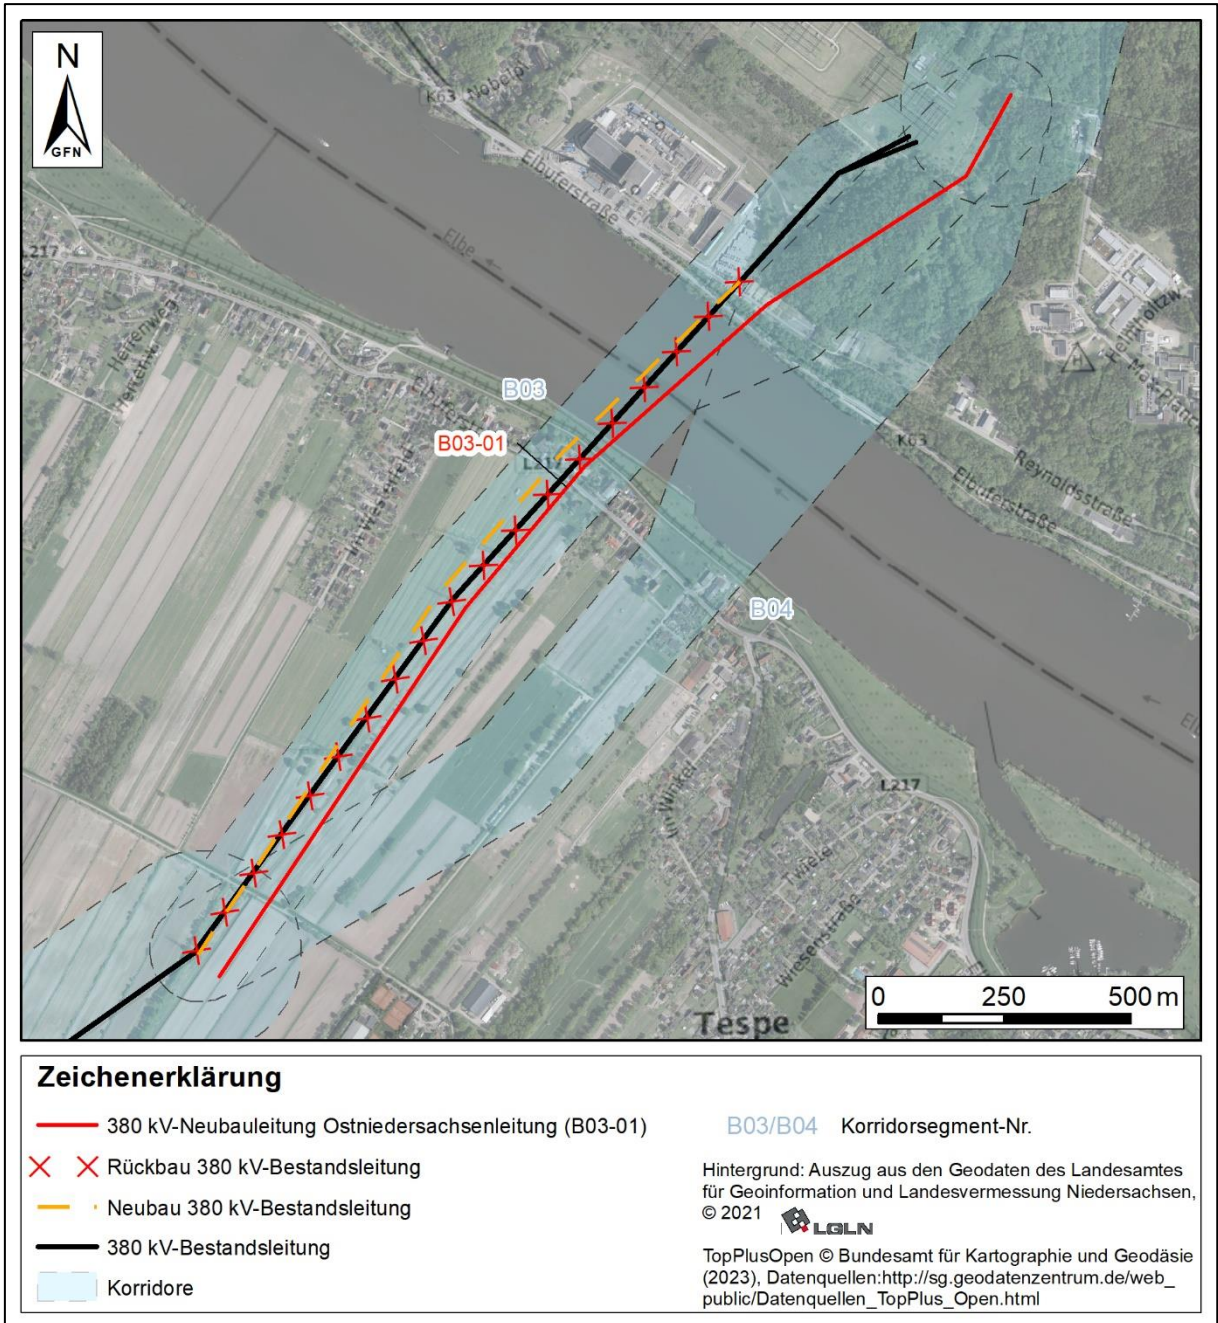 N
GFN
K63
Nobelpl.
Elbuferstraße
Elbe
L217
Herrenweg
Im Westerfeld
B03
B03-01
L217
K63
Reynoldsstraße
Elbuferstraße
B04
L217
Im Winkel
Twiete
Wiesenstraße
Tespe
0 250 500 m
Zeichenerklärung
380 kV-Neubauleitung Ostniedersachsenleitung (B03-01)
Rückbau 380 kV-Bestandsleitung
Neubau 380 kV-Bestandsleitung
380 kV-Bestandsleitung
Korridore
B03/B04 Korridorsegment-Nr.
Hintergrund: Auszug aus den Geodaten des Landesamtes
für Geoinformation und Landesvermessung Niedersachsen,
© 2021 LGLN
TopPlusOpen © Bundesamt für Kartographie und Geodäsie
(2023), Datenquellen:http://sg.geodatenzentrum.de/web_
public/Datenquellen_TopPlus_Open.html